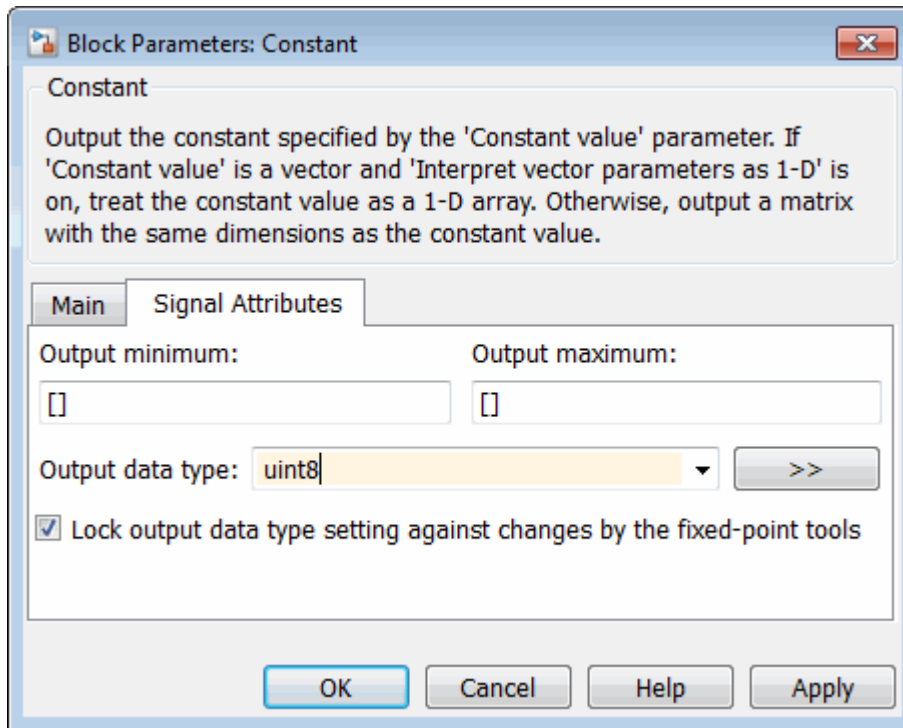 Block Parameters: Constant
Constant
Output the constant specified by the 'Constant value' parameter. If
'Constant value' is a vector and 'Interpret vector parameters as 1-D' is
on, treat the constant value as a 1-D array. Otherwise, output a matrix
with the same dimensions as the constant value.
Main Signal Attributes
Output minimum: Output maximum:
[] []
Output data type: uint8 >>
Lock output data type setting against changes by the fixed-point tools
OK Cancel Help Apply